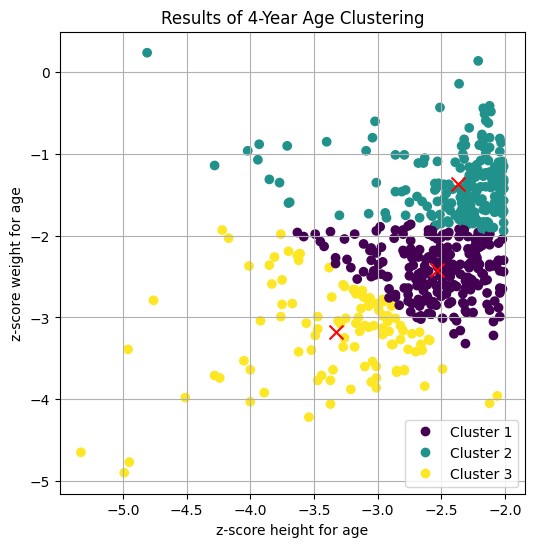 Results of 4-Year Age Clustering
z-score weight for age
0
−1
−2
−3
−4
−5
Cluster 1
Cluster 2
Cluster 3
−5.0 −4.5 −4.0 −3.5 −3.0 −2.5 −2.0
z-score height for age